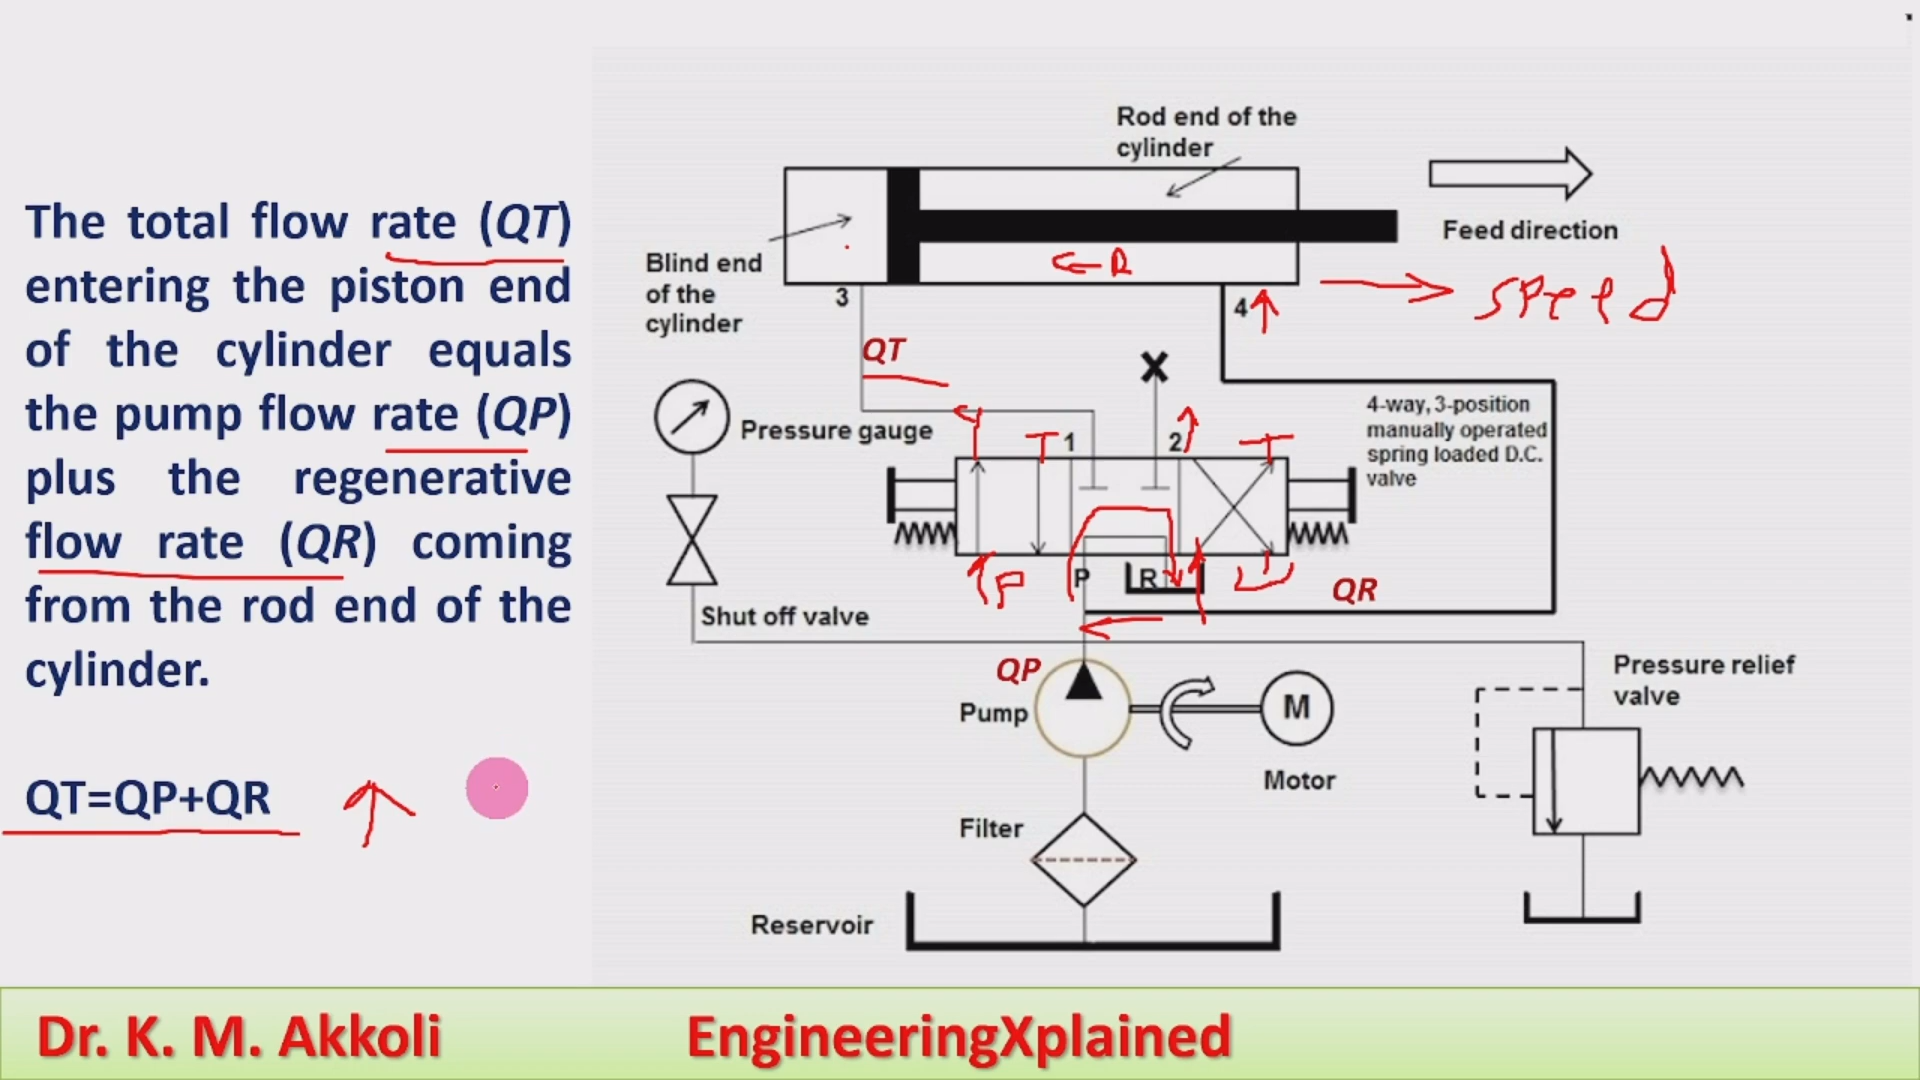 The total flow rate (QT)
entering the piston end
of the cylinder equals
the pump flow rate (QP)
plus the regenerative
flow rate (QR) coming
from the rod end of the
cylinder.
QT=QP+QR
Rod end of the
cylinder
Feed direction
Blind end
of the
cylinder
R
speed
3
4
QT
Pressure gauge
4-way, 3-position
manually operated
spring loaded D.C.
valve
T
1
2
T
P
P
R
QR
Shut off valve
QP
Pump
M
Motor
Pressure relief
valve
Filter
Reservoir
Dr. K. M. Akkoli
EngineeringXplained